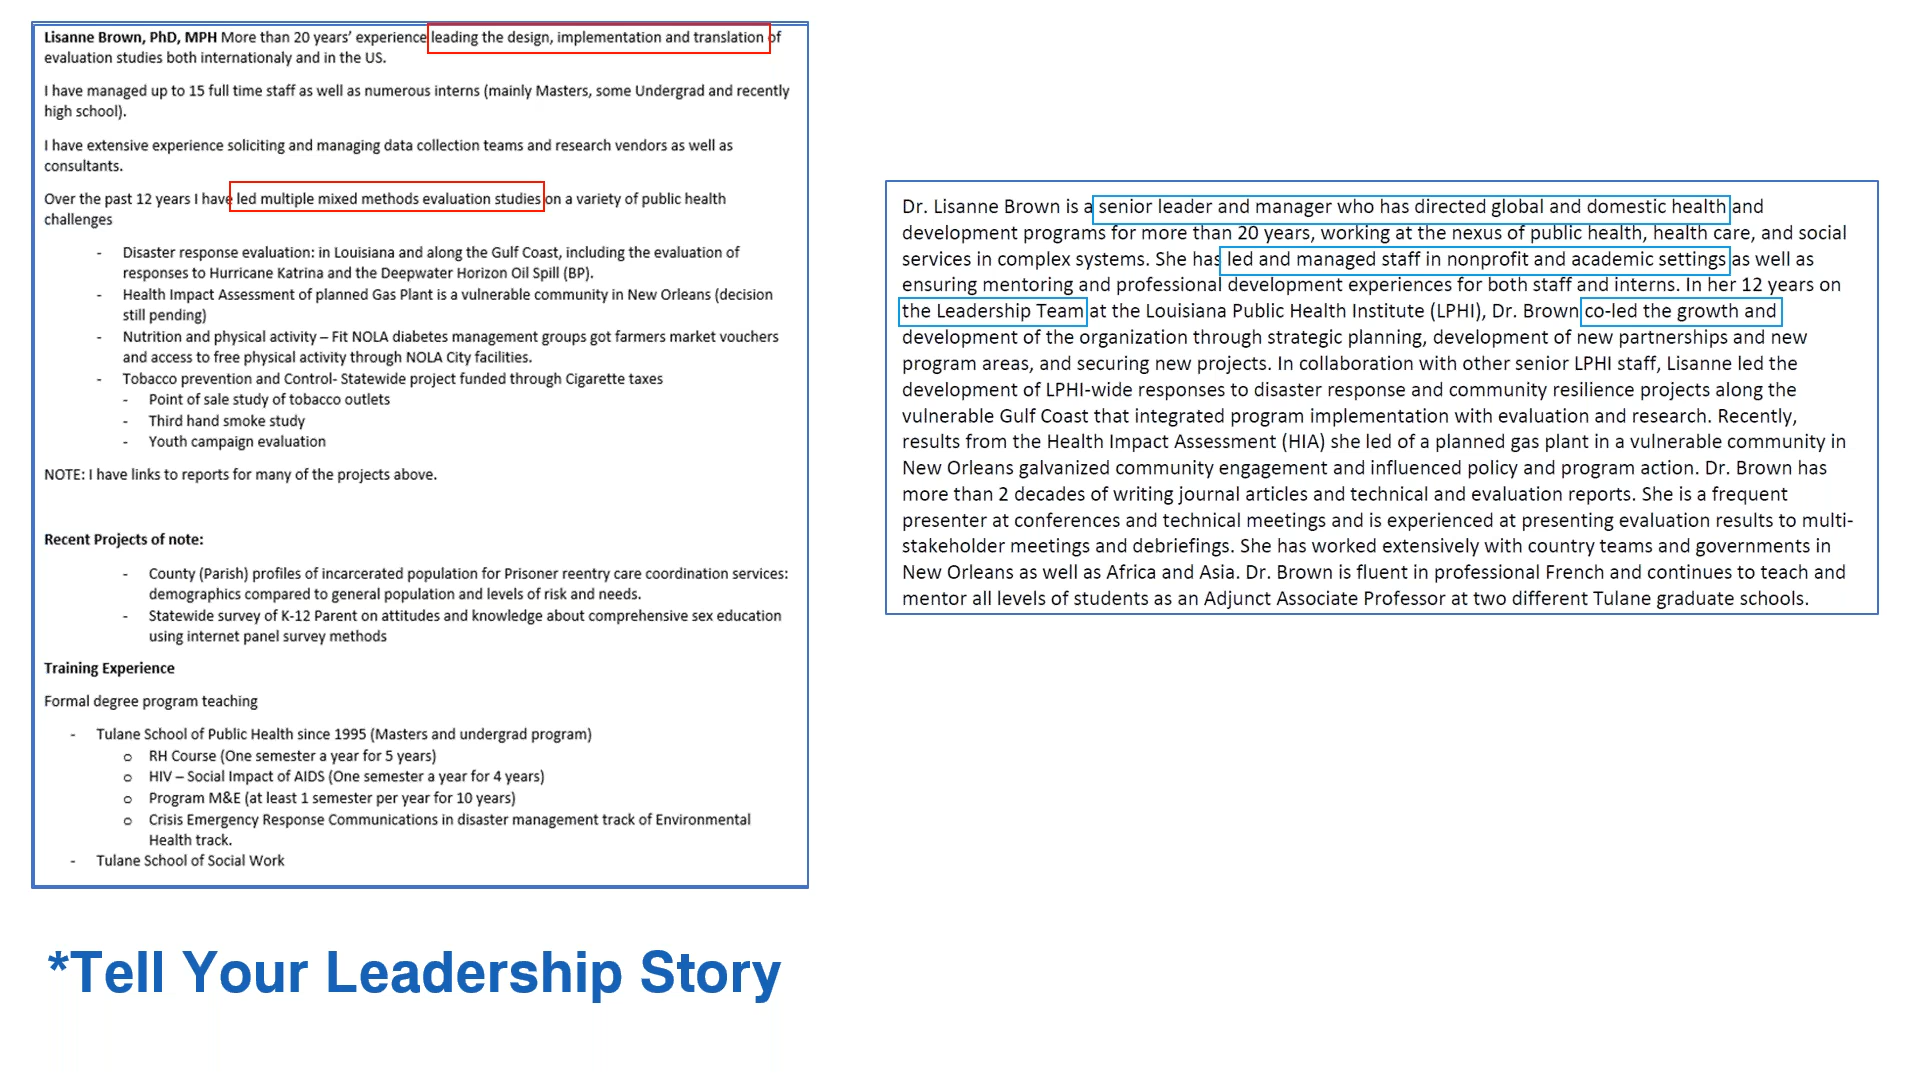 Lisanne Brown, PhD, MPH More than 20 years’ experience leading the design, implementation and translation of
evaluation studies both internationaly and in the US.
I have managed up to 15 full time staff as well as numerous interns (mainly Masters, some Undergrad and recently
high school).
I have extensive experience soliciting and managing data collection teams and research vendors as well as
consultants.
Over the past 12 years I have led multiple mixed methods evaluation studies on a variety of public health
challenges
- Disaster response evaluation: in Louisiana and along the Gulf Coast, including the evaluation of
responses to Hurricane Katrina and the Deepwater Horizon Oil Spill (BP).
- Health Impact Assessment of planned Gas Plant is a vulnerable community in New Orleans (decision
still pending)
- Nutrition and physical activity – Fit NOLA diabetes management groups got farmers market vouchers
and access to free physical activity through NOLA City facilities.
- Tobacco prevention and Control- Statewide project funded through Cigarette taxes
- Point of sale study of tobacco outlets
- Third hand smoke study
- Youth campaign evaluation
NOTE: I have links to reports for many of the projects above.
Recent Projects of note:
- County (Parish) profiles of incarcerated population for Prisoner reentry care coordination services:
demographics compared to general population and levels of risk and needs.
- Statewide survey of K-12 Parent on attitudes and knowledge about comprehensive sex education
using internet panel survey methods
Training Experience
Formal degree program teaching
- Tulane School of Public Health since 1995 (Masters and undergrad program)
o RH Course (One semester a year for 5 years)
o HIV – Social Impact of AIDS (One semester a year for 4 years)
o Program M&E (at least 1 semester per year for 10 years)
o Crisis Emergency Response Communications in disaster management track of Environmental
Health track.
- Tulane School of Social Work
Dr. Lisanne Brown is a senior leader and manager who has directed global and domestic health and
development programs for more than 20 years, working at the nexus of public health, health care, and social
services in complex systems. She has led and managed staff in nonprofit and academic settings as well as
ensuring mentoring and professional development experiences for both staff and interns. In her 12 years on
the Leadership Team at the Louisiana Public Health Institute (LPHI), Dr. Brown co-led the growth and
development of the organization through strategic planning, development of new partnerships and new
program areas, and securing new projects. In collaboration with other senior LPHI staff, Lisanne led the
development of LPHI-wide responses to disaster response and community resilience projects along the
vulnerable Gulf Coast that integrated program implementation with evaluation and research. Recently,
results from the Health Impact Assessment (HIA) she led of a planned gas plant in a vulnerable community in
New Orleans galvanized community engagement and influenced policy and program action. Dr. Brown has
more than 2 decades of writing journal articles and technical and evaluation reports. She is a frequent
presenter at conferences and technical meetings and is experienced at presenting evaluation results to multi-
stakeholder meetings and debriefings. She has worked extensively with country teams and governments in
New Orleans as well as Africa and Asia. Dr. Brown is fluent in professional French and continues to teach and
mentor all levels of students as an Adjunct Associate Professor at two different Tulane graduate schools.
*Tell Your Leadership Story